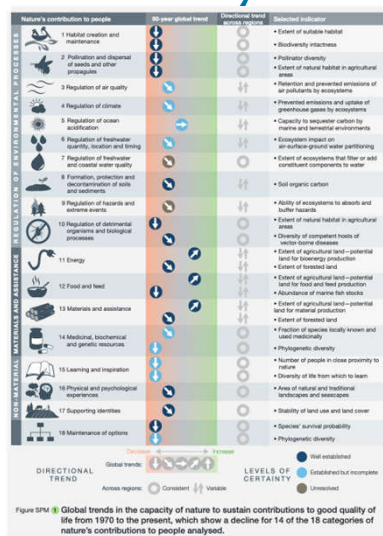 Nature's contribution to people
50-year global trend
Directional trend
across regions
Selected indicator
REGULATION OF ENVIRONMENTAL PROCESSES
1 Habitat creation and
maintenance
• Extent of suitable habitat
• Biodiversity intactness
2 Pollination and dispersal
of seeds and other
propagules
• Pollinator diversity
• Extent of natural habitat in agricultural
areas
3 Regulation of air quality
• Retention and prevented emissions of
air pollutants by ecosystems
4 Regulation of climate
• Prevented emissions and uptake of
greenhouse gases by ecosystems
5 Regulation of ocean
acidification
• Capacity to sequester carbon by
marine and terrestrial environments
6 Regulation of freshwater
quantity, location and timing
• Ecosystem impact on
air-surface-ground water partitioning
7 Regulation of freshwater
and coastal water quality
• Extent of ecosystems that filter or add
constituent components to water
8 Formation, protection and
decontamination of soils
and sediments
• Soil organic carbon
9 Regulation of hazards and
extreme events
• Ability of ecosystems to absorb and
buffer hazards
10 Regulation of detrimental
organisms and biological
processes
• Extent of natural habitat in agricultural
areas
• Diversity of competent hosts of
vector-borne diseases
MATERIALS AND ASSISTANCE
11 Energy
• Extent of agricultural land—potential
land for bioenergy production
• Extent of forested land
12 Food and feed
• Extent of agricultural land—potential
land for food and feed production
• Abundance of marine fish stocks
13 Materials and assistance
• Extent of agricultural land—potential
land for material production
• Extent of forested land
14 Medicinal, biochemical
and genetic resources
• Fraction of species locally known and
used medicinally
• Phylogenetic diversity
NON-MATERIAL
15 Learning and inspiration
• Number of people in close proximity to
nature
• Diversity of life from which to learn
16 Physical and psychological
experiences
• Area of natural and traditional
landscapes and seascapes
17 Supporting identities
• Stability of land use and land cover
18 Maintenance of options
• Species' survival probability
• Phylogenetic diversity
Decrease
Increase
DIRECTIONAL
TREND
Global trends:
Across regions:
Consistent
Variable
LEVELS OF
CERTAINTY
Well established
Established but incomplete
Unresolved
Figure SPM 1 Global trends in the capacity of nature to sustain contributions to good quality of
life from 1970 to the present, which show a decline for 14 of the 18 categories of
nature's contributions to people analysed.